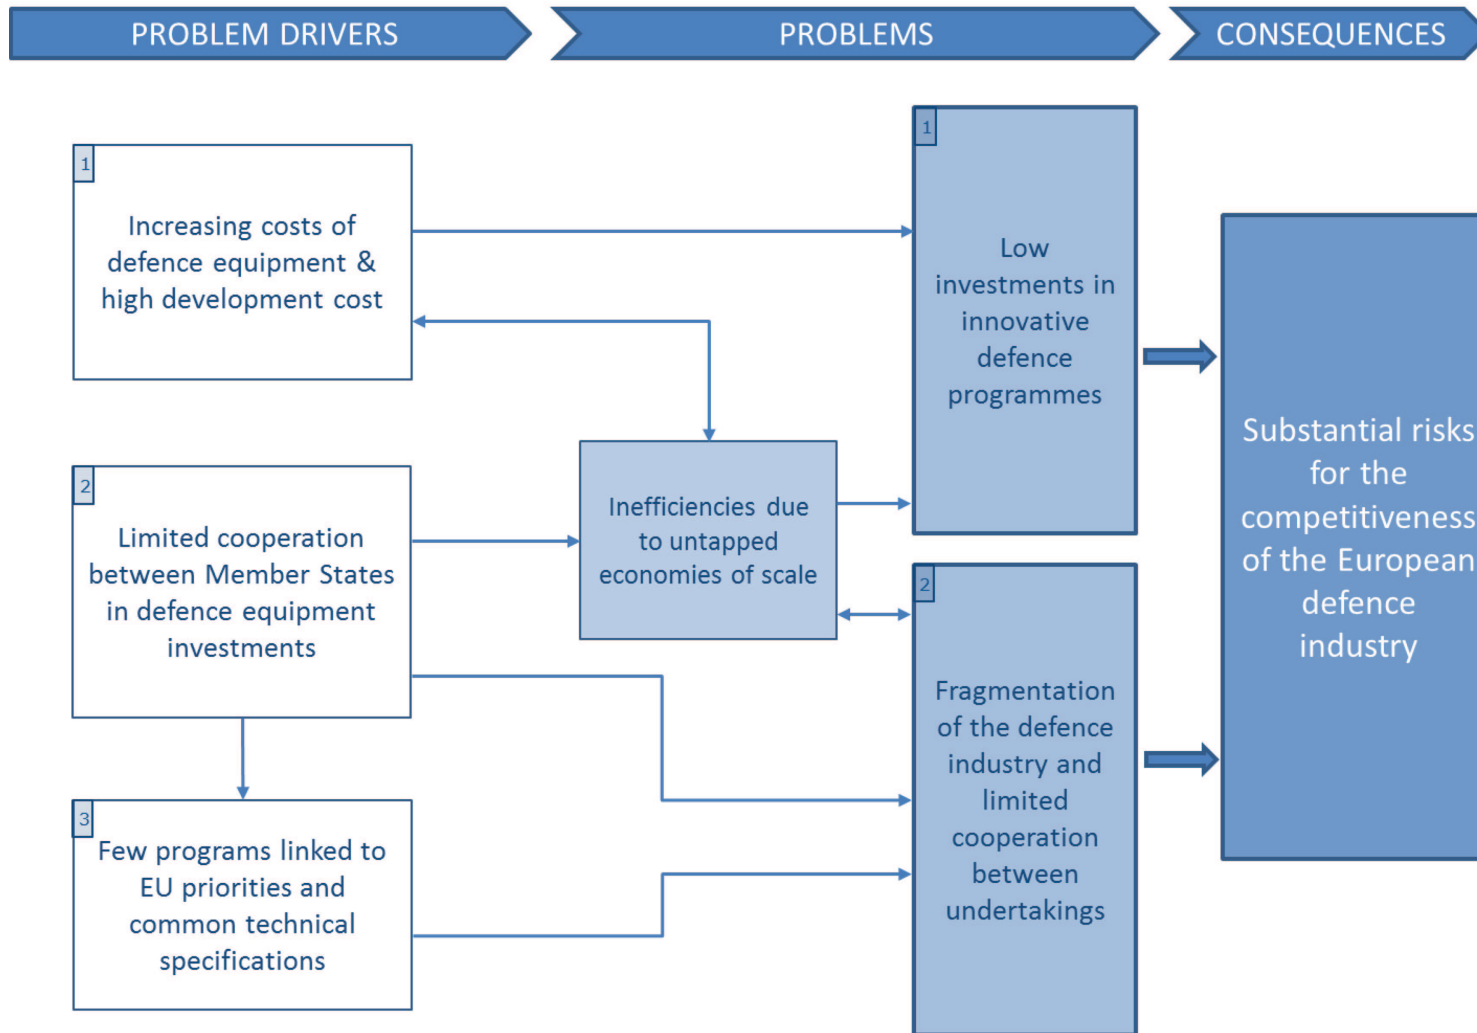 PROBLEM DRIVERS
PROBLEMS
CONSEQUENCES
1
Increasing costs of
defence equipment &
high development cost
2
Limited cooperation
between Member States
in defence equipment
investments
3
Few programs linked to
EU priorities and
common technical
specifications
Inefficiencies due
to untapped
economies of scale
1
Low
investments in
innovative
defence
programmes
2
Fragmentation
of the defence
industry and
limited
cooperation
between
undertakings
Substantial risks
for the
competitiveness
of the European
defence
industry